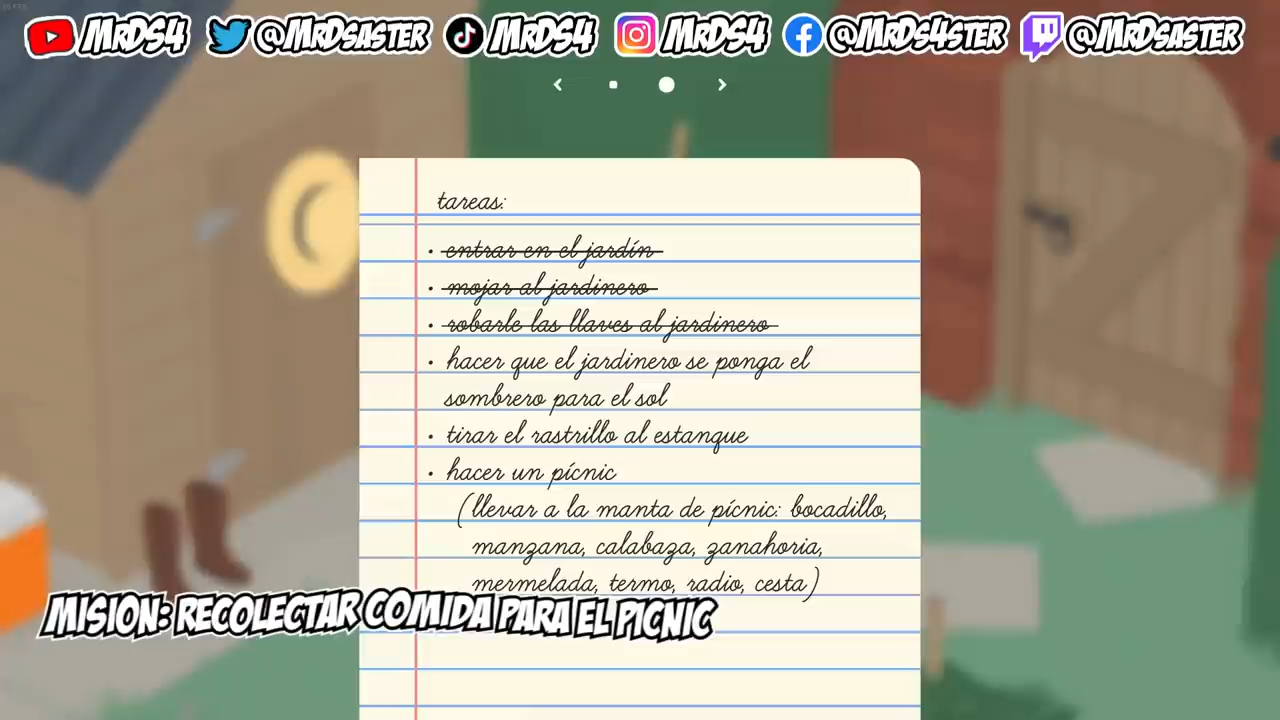 MRDS4 @MRDSASTER MRDS4 MRDS4 @MRDS4STER @MRDSASTER
tareas:
• entrar en el jardín
• mojar al jardinero
• robarle las llaves al jardinero
• hacer que el jardinero se ponga el
sombrero para el sol
• tirar el rastrillo al estanque
• hacer un pícnic
(llevar a la manta de pícnic: bocadillo,
manzana, calabaza, zanahoria,
mermelada, termo, radio, cesta)
MISION: RECOLECTAR COMIDA PARA EL PICNIC